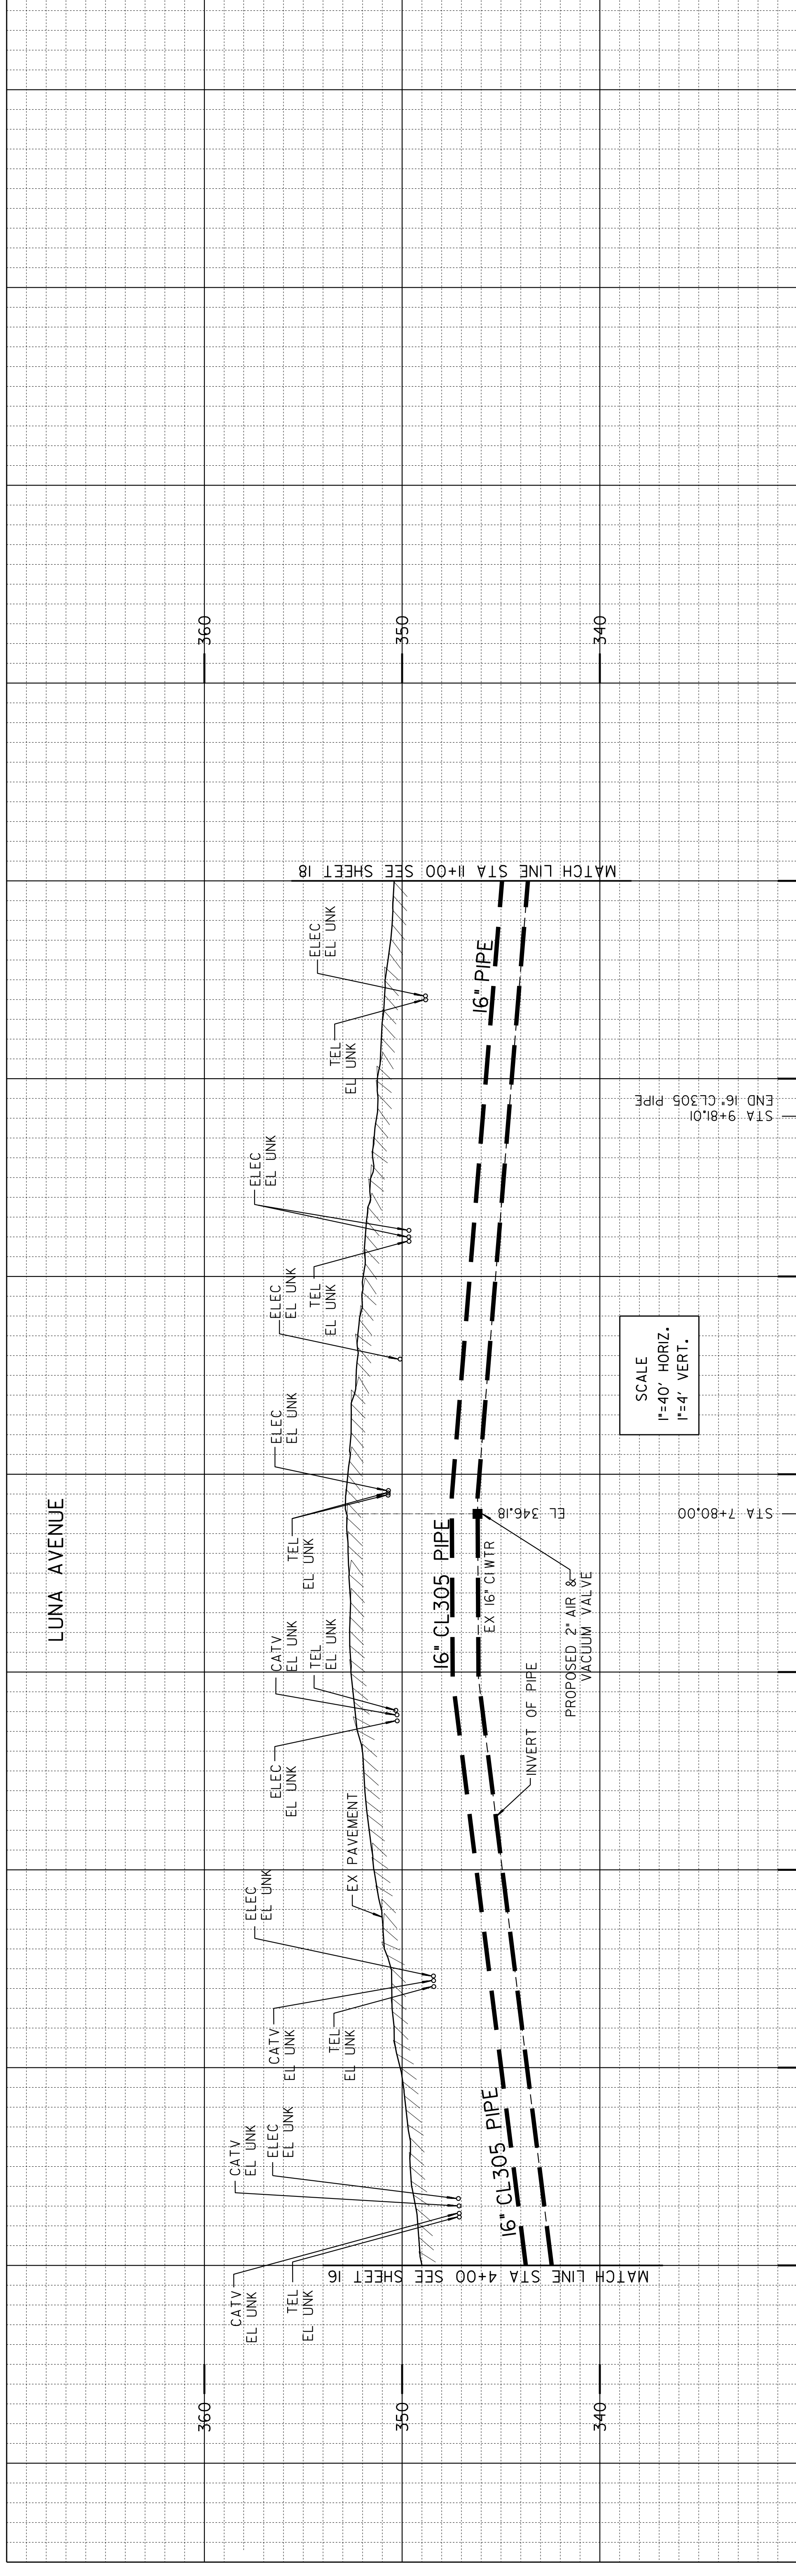 LUNA AVENUE
360
350
340
360
350
340
MATCH LINE STA 4+00 SEE SHEET 16
CATV
EL UNK
TEL
EL UNK
CATV
EL UNK
ELEC
EL UNK
16" CL305 PIPE
CATV
EL UNK
TEL
EL UNK
ELEC
EL UNK
EX PAVEMENT
ELEC
EL UNK
CATV
EL UNK
TEL
EL UNK
INVERT OF PIPE
16" CL305 PIPE
EX 16" CIWTR
PROPOSED 2" AIR &
VACUUM VALVE
EL 346.18
STA 7+80.00
TEL
EL UNK
ELEC
EL UNK
SCALE
1"=40' HORIZ.
1"=4' VERT.
ELEC
EL UNK
TEL
EL UNK
ELEC
EL UNK
STA 9+81.01
END 16" CL305 PIPE
TEL
EL UNK
ELEC
EL UNK
16" PIPE
MATCH LINE STA 11+00 SEE SHEET 18